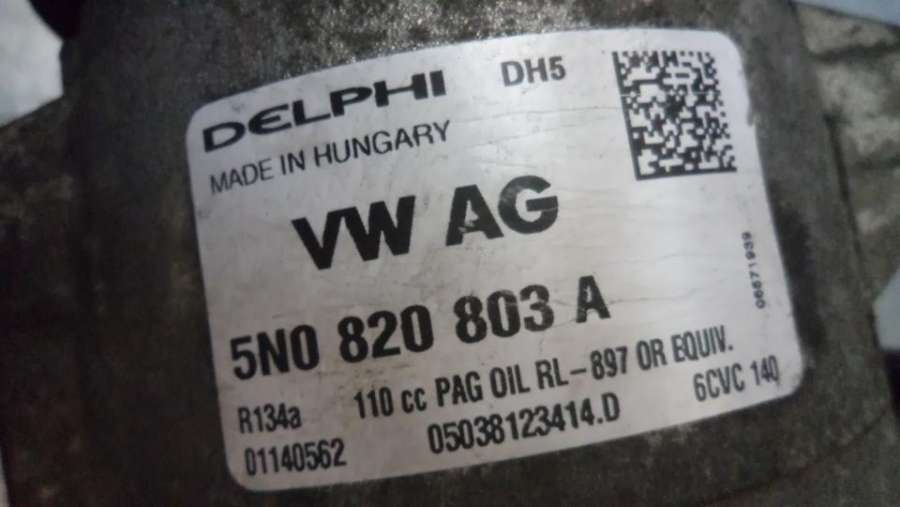 DELPHI DH5
MADE IN HUNGARY
VW AG
5N0 820 803 A
R134a 110 cc PAG OIL RL-897 OR EQUIV.
01140562 05038123414.D 6CVC 140
06671939